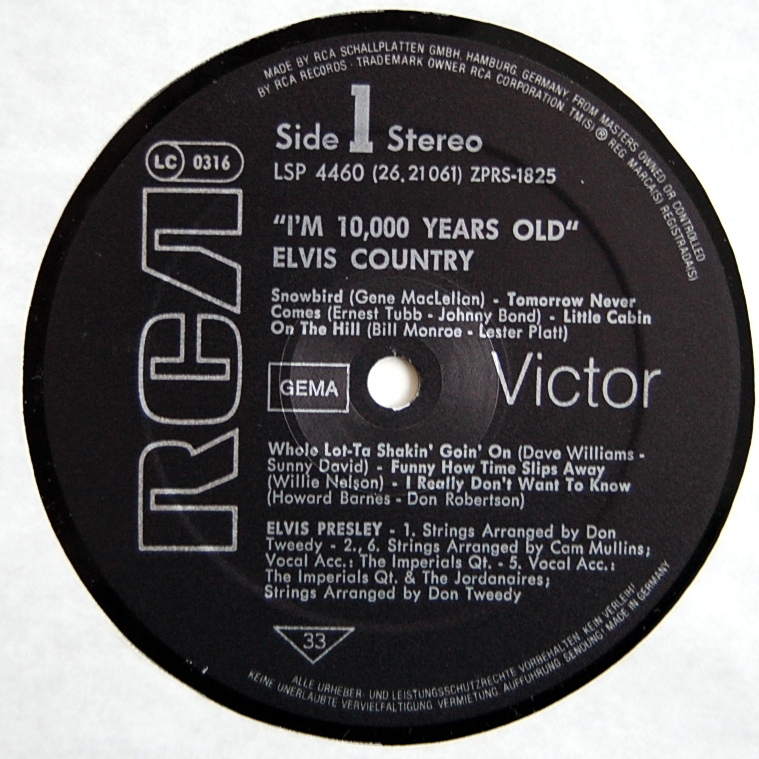 MADE BY RCA SCHALLPLATTEN GMBH, HAMBURG, GERMANY, FROM MASTERS OWNED OR CONTROLLED
BY RCA RECORDS · TRADEMARK OWNER RCA CORPORATION. TM(S) ® REG. MARCA(S) REGISTRADA(S)
Side 1 Stereo
LC 0316
LSP 4460 (26.21061) ZPRS-1825
RCA
"I'M 10,000 YEARS OLD"
ELVIS COUNTRY
Snowbird (Gene MacLellan) - Tomorrow Never
Comes (Ernest Tubb - Johnny Bond) - Little Cabin
On The Hill (Bill Monroe - Lester Platt)
GEMA
Victor
Whole Lot-Ta Shakin' Goin' On (Dave Williams -
Sunny David) - Funny How Time Slips Away
(Willie Nelson) - I Really Don't Want To Know
(Howard Barnes - Don Robertson)
ELVIS PRESLEY - 1. Strings Arranged by Don
Tweedy - 2., 6. Strings Arranged by Cam Mullins;
Vocal Acc.: The Imperials Qt. - 5. Vocal Acc.:
The Imperials Qt. & The Jordanaires;
Strings Arranged by Don Tweedy
33
ALLE URHEBER- UND LEISTUNGSSCHUTZRECHTE VORBEHALTEN. KEIN VERLEIH!
KEINE UNERLAUBTE VERVIELFÄLTIGUNG, VERMIETUNG, AUFFÜHRUNG, SENDUNG! MADE IN GERMANY